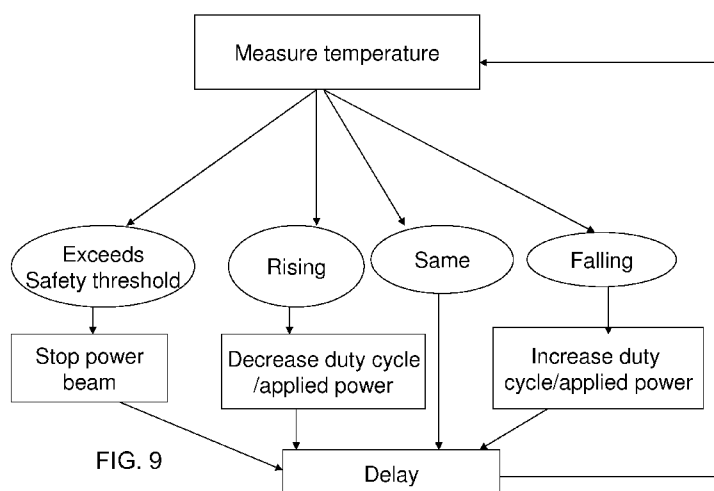 Measure temperature
Exceeds
Safety threshold
Rising
Same
Falling
Stop power
beam
Decrease duty cycle
/applied power
Increase duty
cycle/applied power
FIG. 9
Delay